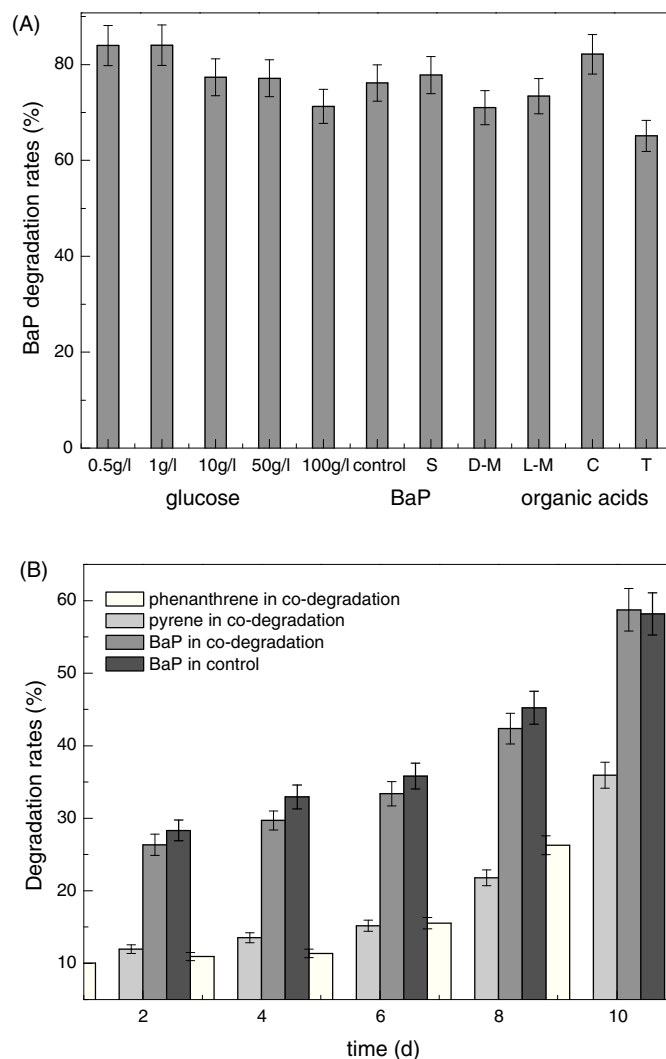 (A)
80
60
40
20
0
BaP degradation rates (%)
0.5g/l 1g/l 10g/l 50g/l 100g/l control S D-M L-M C T
glucose BaP organic acids
(B)
phenanthrene in co-degradation
pyrene in co-degradation
BaP in co-degradation
BaP in control
60
50
40
30
20
10
Degradation rates (%)
2 4 6 8 10
time (d)